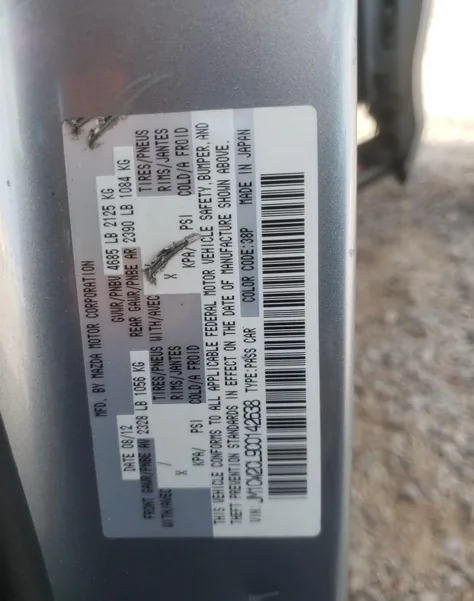 MFD. BY MAZDA MOTOR CORPORATION
DATE 08/12 GVWR/PNBV 4685 LB 2125 KG
FRONT GAWR/PNBE AV 2328 LB 1056 KG REAR GAWR/PNBE AR 2390 LB 1084 KG
WITH/AVEC TIRES/PNEUS WITH/AVEC TIRES/PNEUS
/ RIMS/JANTES X RIMS/JANTES
X KPA/ PSI COLD/A FROID KPA/ PSI COLD/A FROID
THIS VEHICLE CONFORMS TO ALL APPLICABLE FEDERAL MOTOR VEHICLE SAFETY, BUMPER, AND
THEFT PREVENTION STANDARDS IN EFFECT ON THE DATE OF MANUFACTURE SHOWN ABOVE.
VIN: JM1CW2CL9C0142638 TYPE:PASS CAR COLOR CODE:38P MADE IN JAPAN